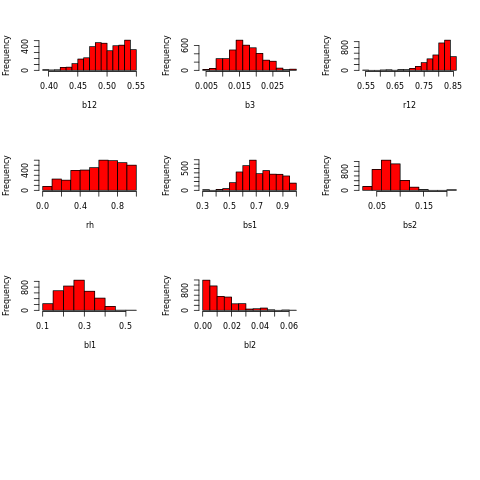 Frequency
0 400
0.40 0.45 0.50 0.55
b12
Frequency
0 600
0.005 0.015 0.025
b3
Frequency
0 800
0.55 0.65 0.75 0.85
r12
Frequency
0 400
0.0 0.4 0.8
rh
Frequency
0 500
0.3 0.5 0.7 0.9
bs1
Frequency
0 800
0.05 0.15
bs2
Frequency
0 800
0.1 0.3 0.5
bl1
Frequency
0 800
0.00 0.02 0.04 0.06
bl2